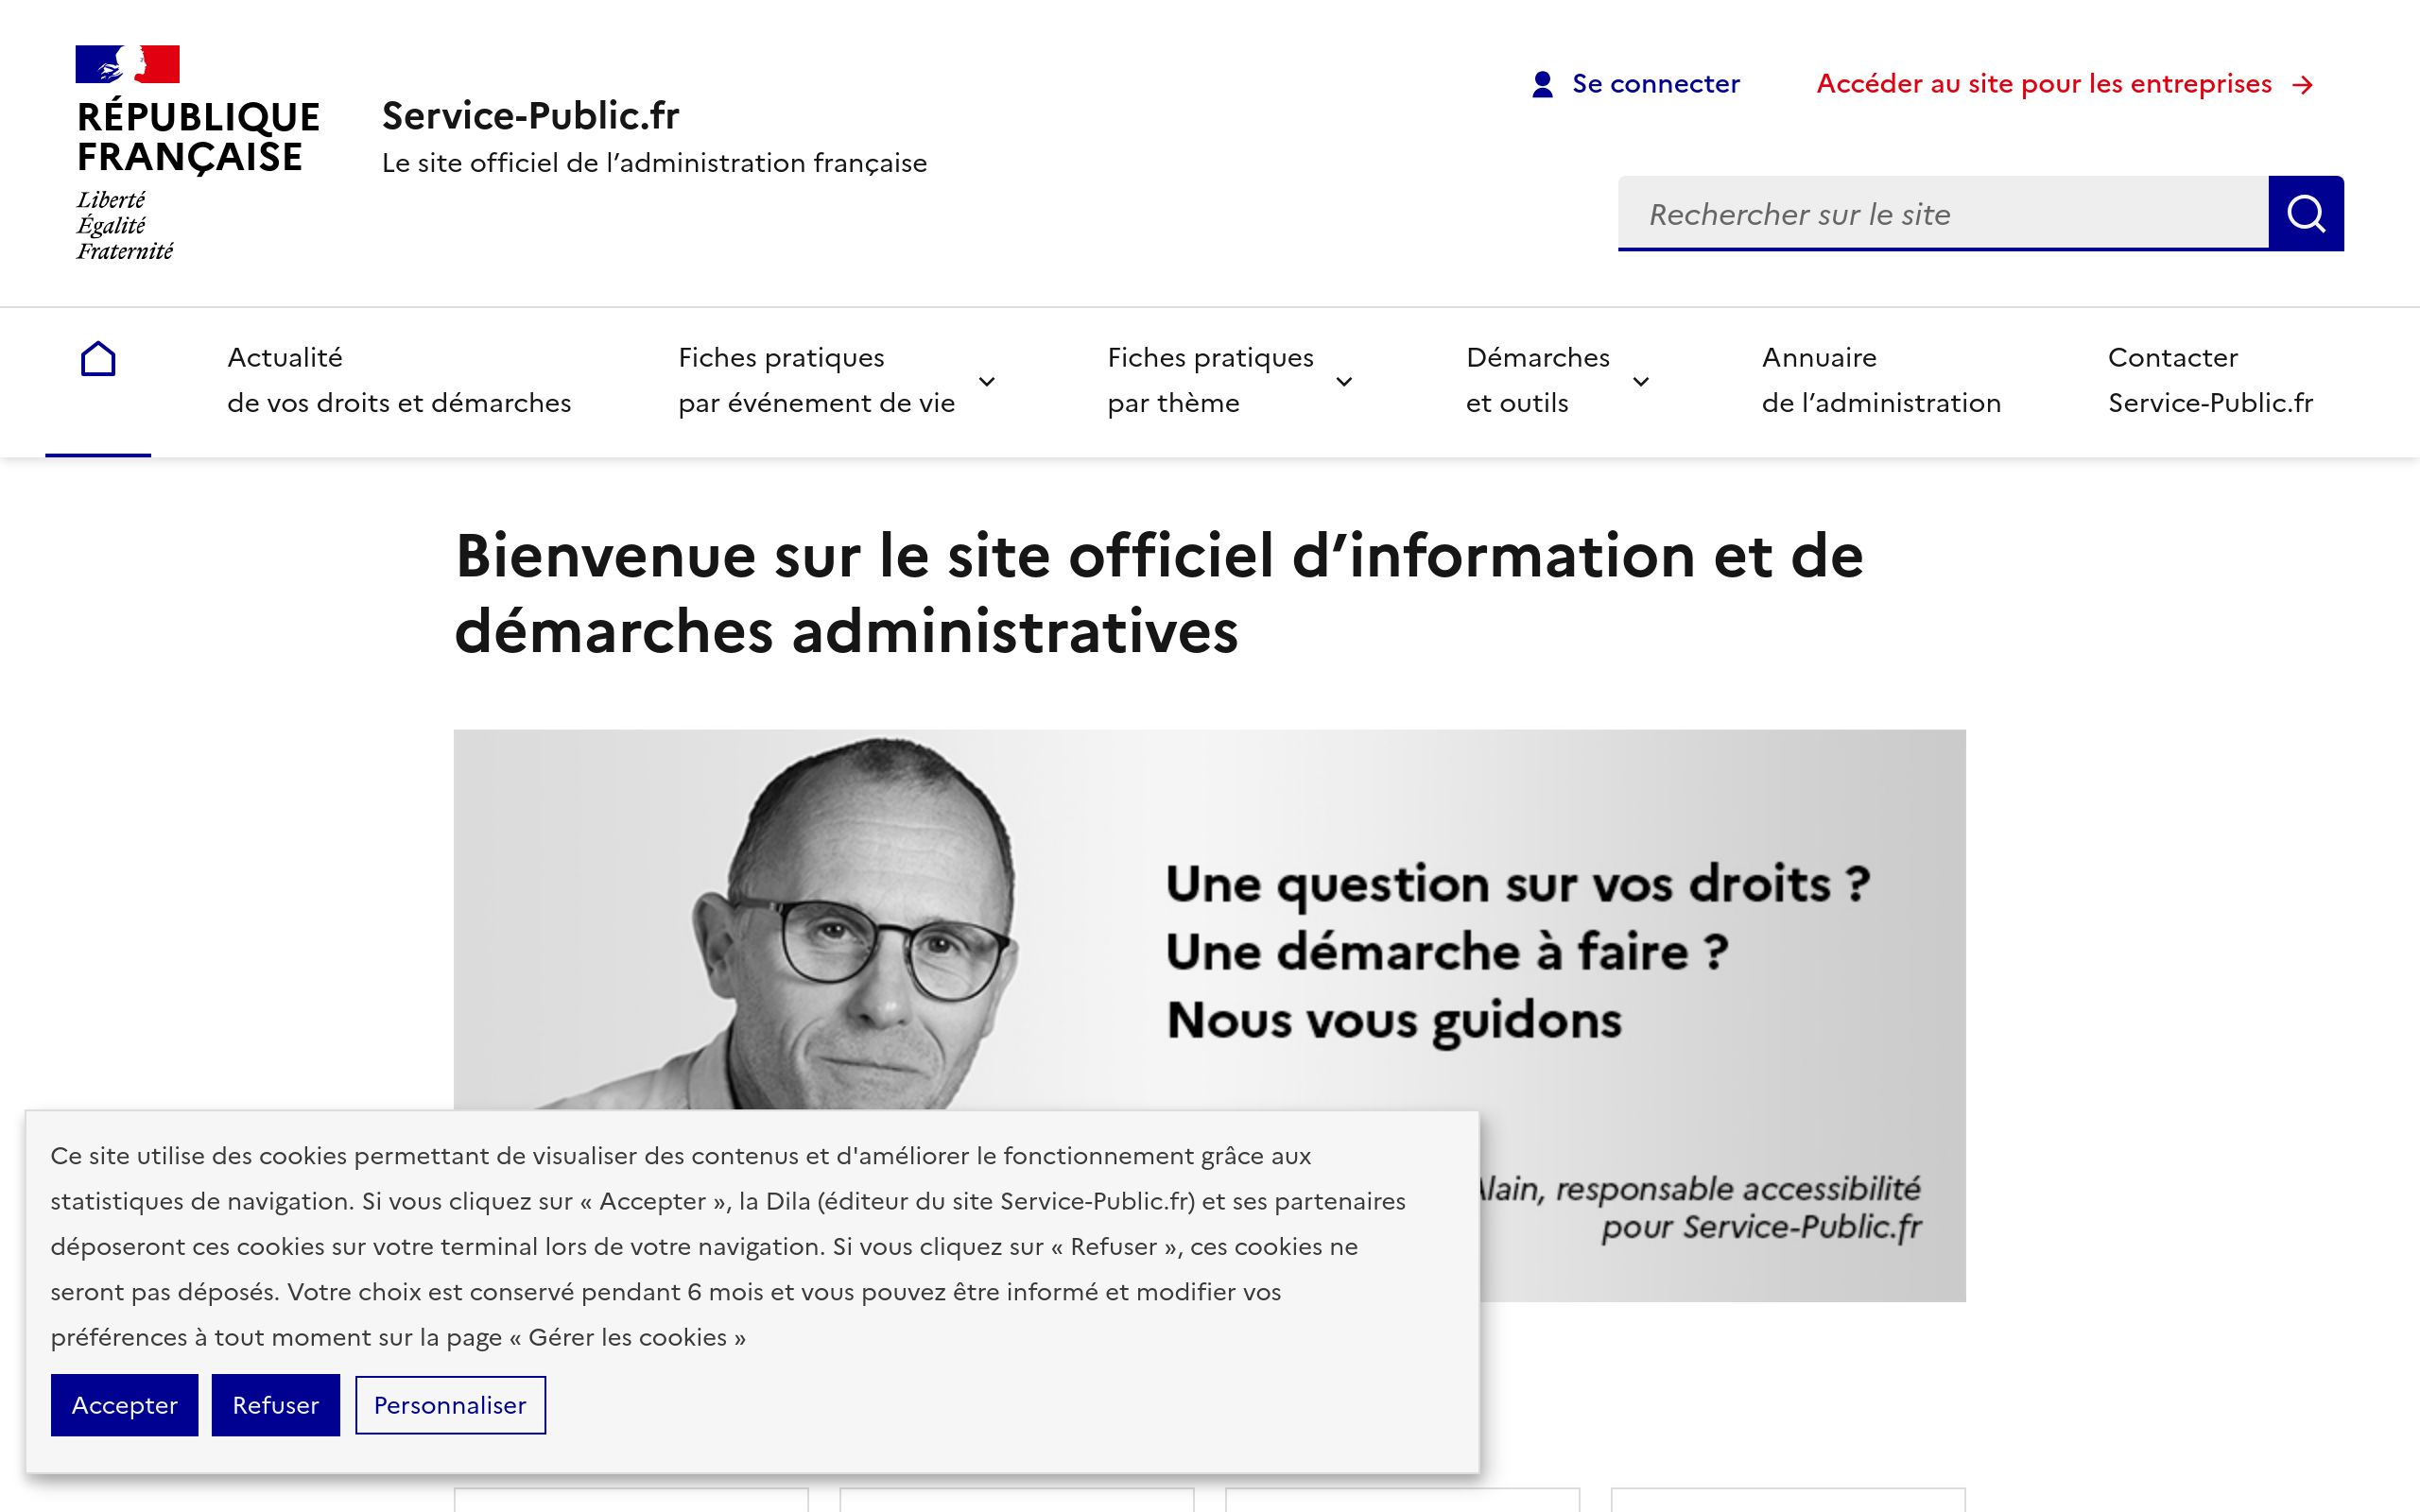 RÉPUBLIQUE
FRANÇAISE
Liberté
Égalité
Fraternité
Service-Public.fr
Le site officiel de l’administration française
Se connecter
Accéder au site pour les entreprises
Rechercher sur le site
Actualité
de vos droits et démarches
Fiches pratiques
par événement de vie
Fiches pratiques
par thème
Démarches
et outils
Annuaire
de l’administration
Contacter
Service-Public.fr
Bienvenue sur le site officiel d’information et de
démarches administratives
Une question sur vos droits ?
Une démarche à faire ?
Nous vous guidons
Alain, responsable accessibilité
pour Service-Public.fr
Ce site utilise des cookies permettant de visualiser des contenus et d'améliorer le fonctionnement grâce aux
statistiques de navigation. Si vous cliquez sur « Accepter », la Dila (éditeur du site Service-Public.fr) et ses partenaires
déposeront ces cookies sur votre terminal lors de votre navigation. Si vous cliquez sur « Refuser », ces cookies ne
seront pas déposés. Votre choix est conservé pendant 6 mois et vous pouvez être informé et modifier vos
préférences à tout moment sur la page « Gérer les cookies »
Accepter
Refuser
Personnaliser